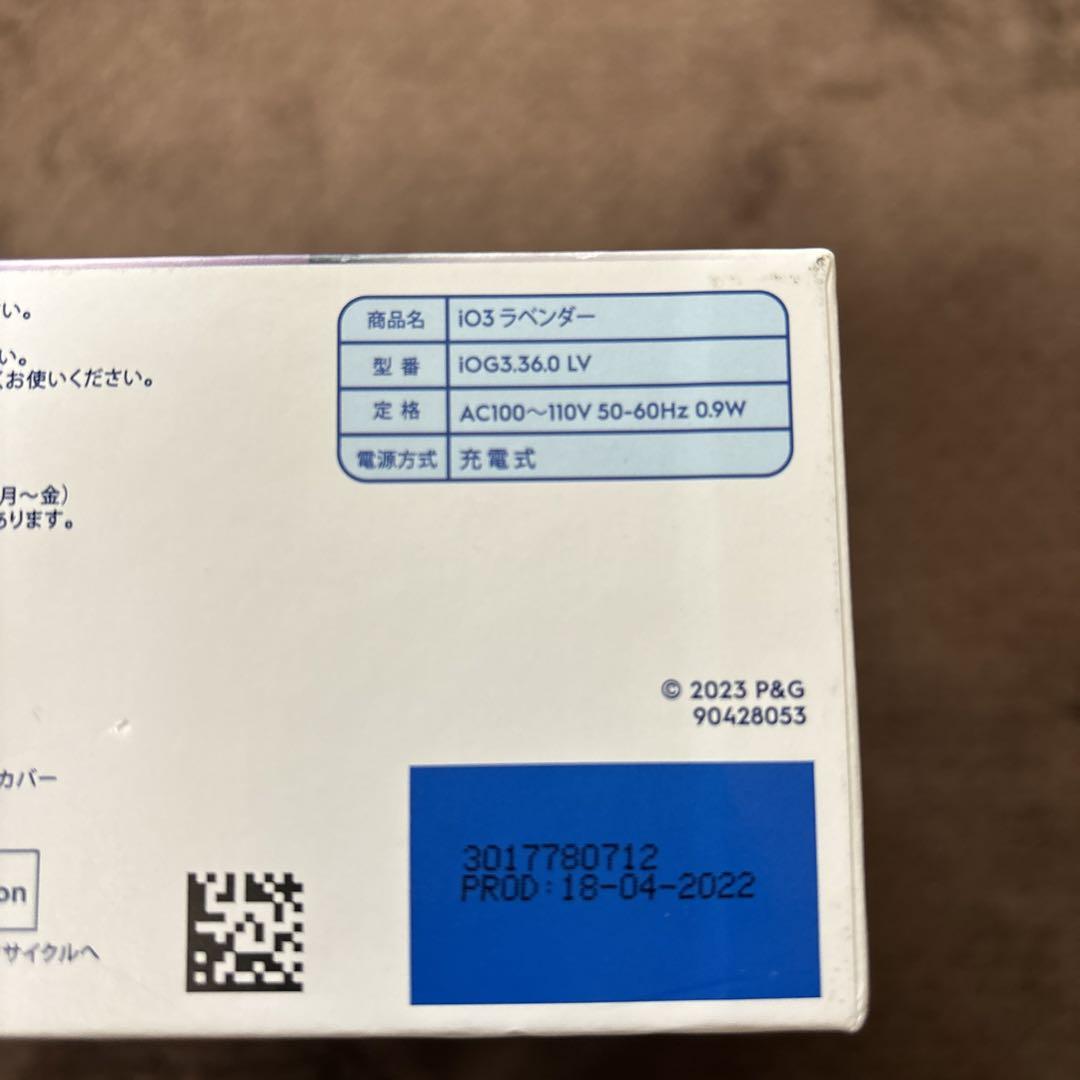 い。
い。
くお使いください。
月～金）
あります。
商品名 iO3 ラベンダー
型番 iOG3.36.0 LV
定格 AC100～110V 50-60Hz 0.9W
電源方式 充電式
© 2023 P&G
90428053
カバー
on
サイクルへ
3017780712
PROD:18-04-2022